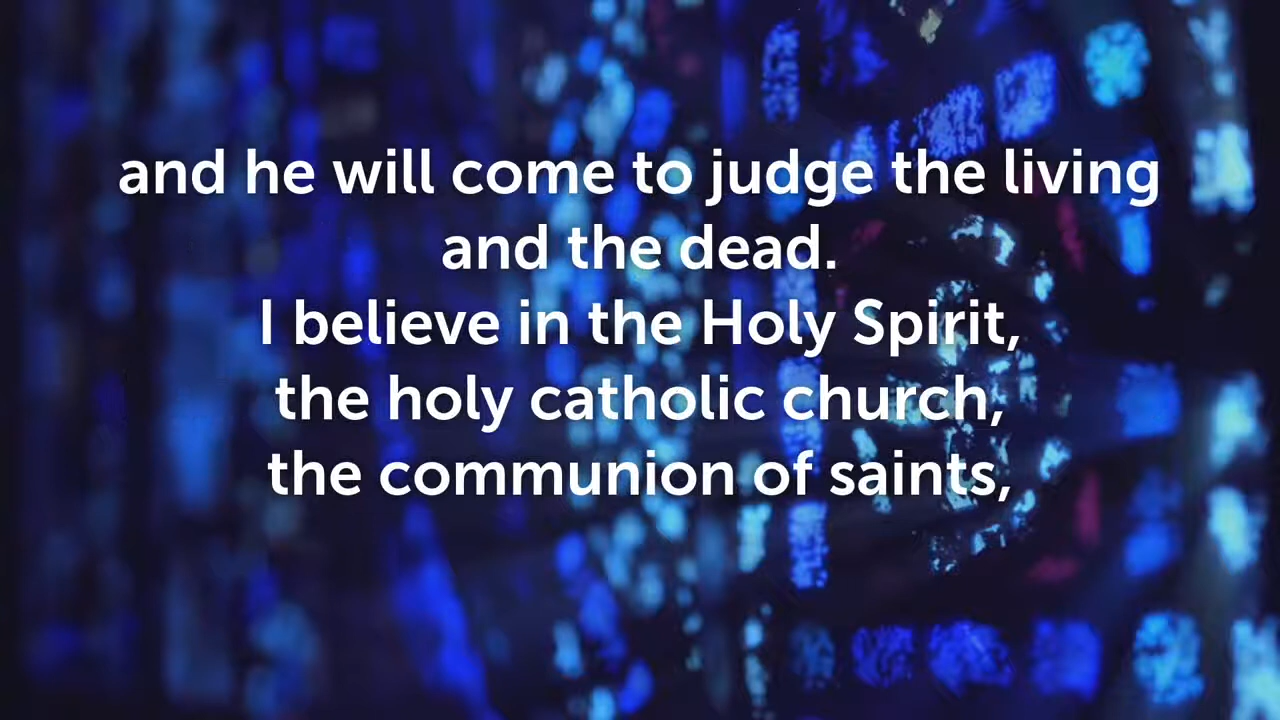 and he will come to judge the living
and the dead.
I believe in the Holy Spirit,
the holy catholic church,
the communion of saints,